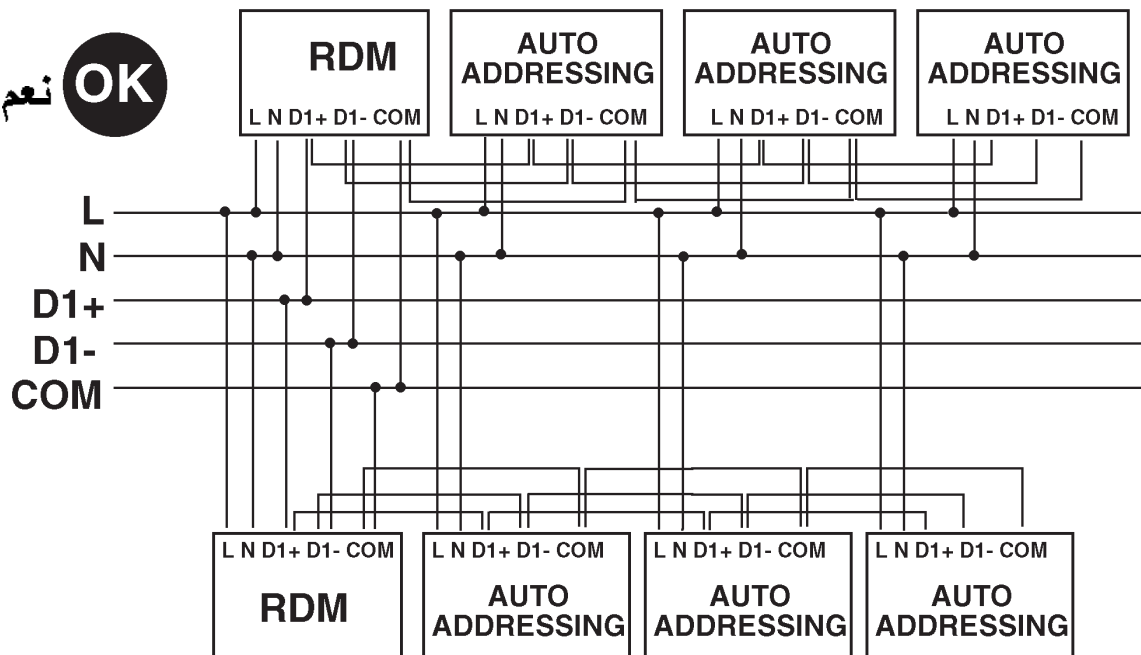 نعم OK
RDM
L N D1+ D1- COM
AUTO
ADDRESSING
L N D1+ D1- COM
AUTO
ADDRESSING
L N D1+ D1- COM
AUTO
ADDRESSING
L N D1+ D1- COM
L
N
D1+
D1-
COM
L N D1+ D1- COM
RDM
L N D1+ D1- COM
AUTO
ADDRESSING
L N D1+ D1- COM
AUTO
ADDRESSING
L N D1+ D1- COM
AUTO
ADDRESSING